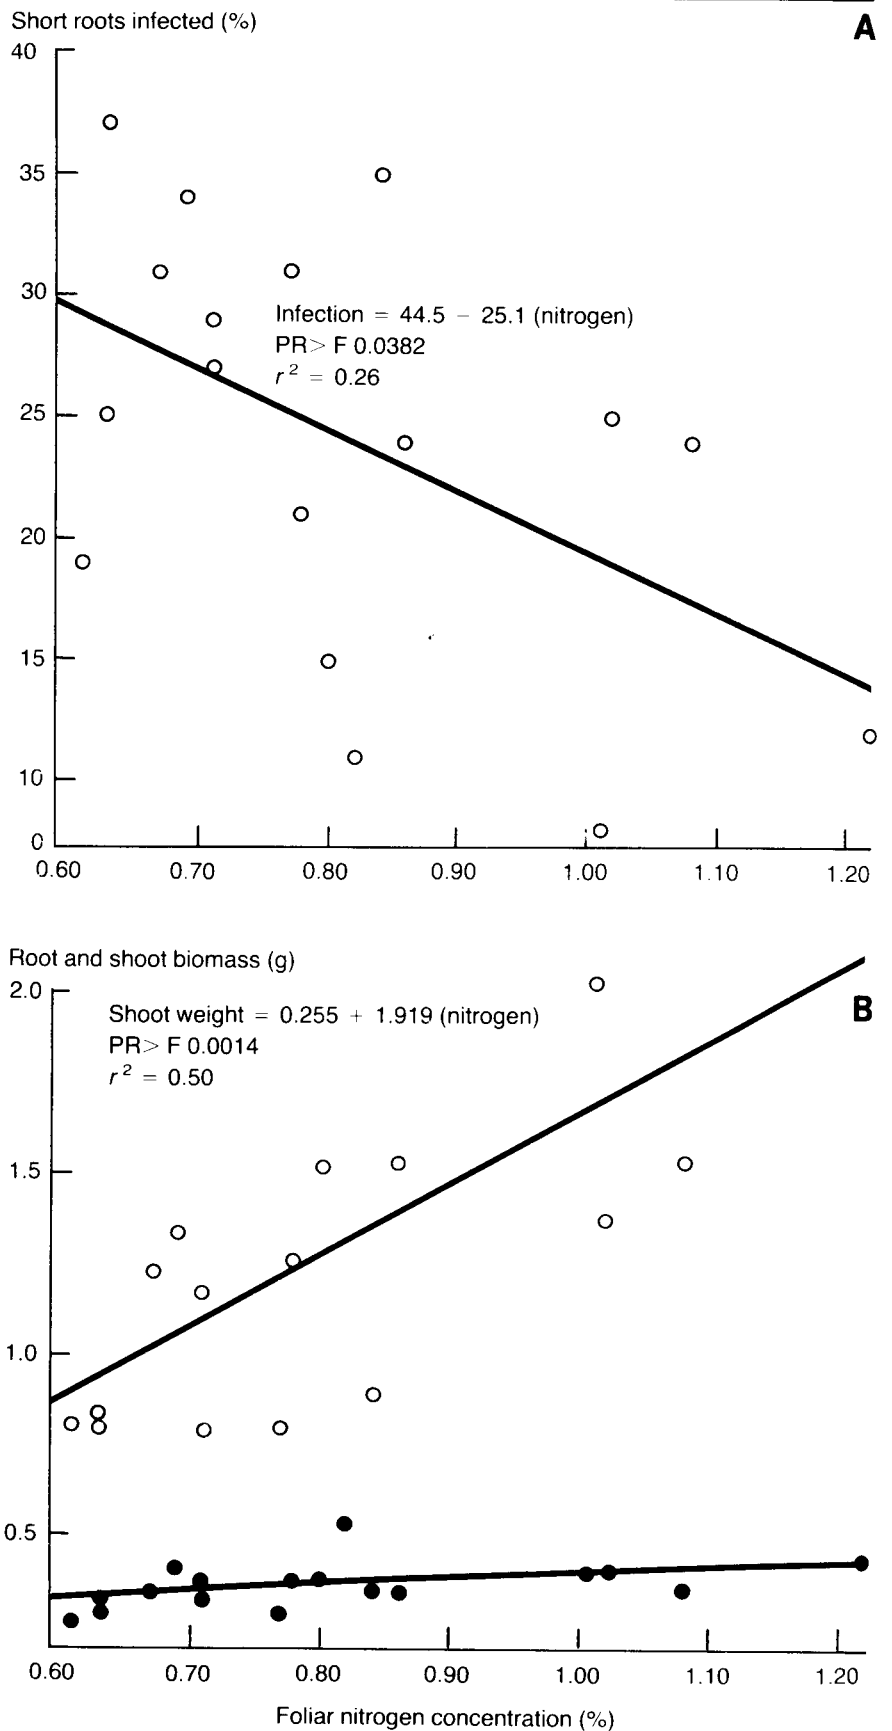 Short roots infected (%)
A
40
35
30
25
20
15
10
0
Infection = 44.5 − 25.1 (nitrogen)
PR> F 0.0382
r² = 0.26
0.60 0.70 0.80 0.90 1.00 1.10 1.20
Root and shoot biomass (g)
B
2.0
1.5
1.0
0.5
Shoot weight = 0.255 + 1.919 (nitrogen)
PR> F 0.0014
r² = 0.50
0.60 0.70 0.80 0.90 1.00 1.10 1.20
Foliar nitrogen concentration (%)